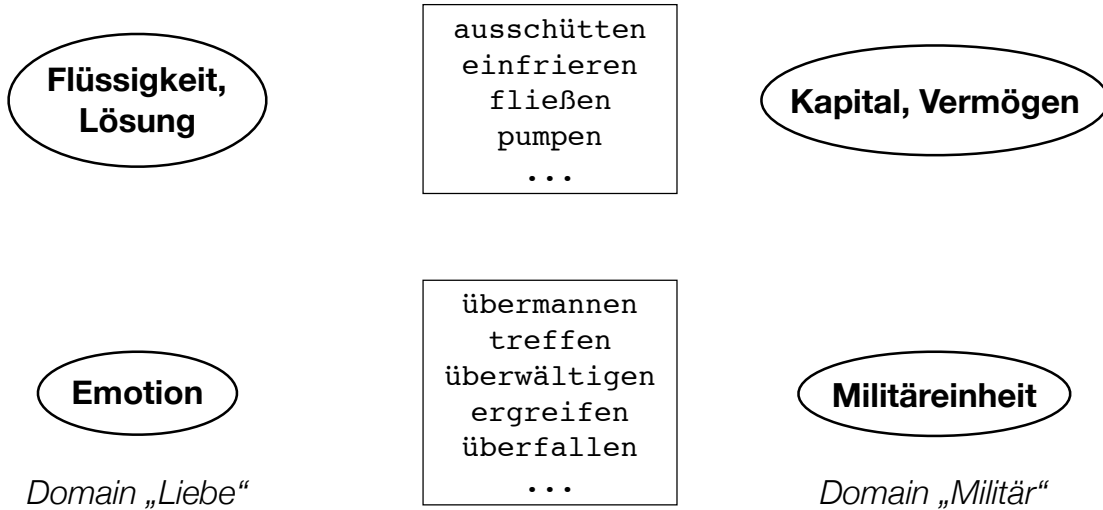 Flüssigkeit,
Lösung
ausschütten
einfrieren
fließen
pumpen
...
Kapital, Vermögen
Emotion
Domain „Liebe“
übermannen
treffen
überwältigen
ergreifen
überfallen
...
Militäreinheit
Domain „Militär“